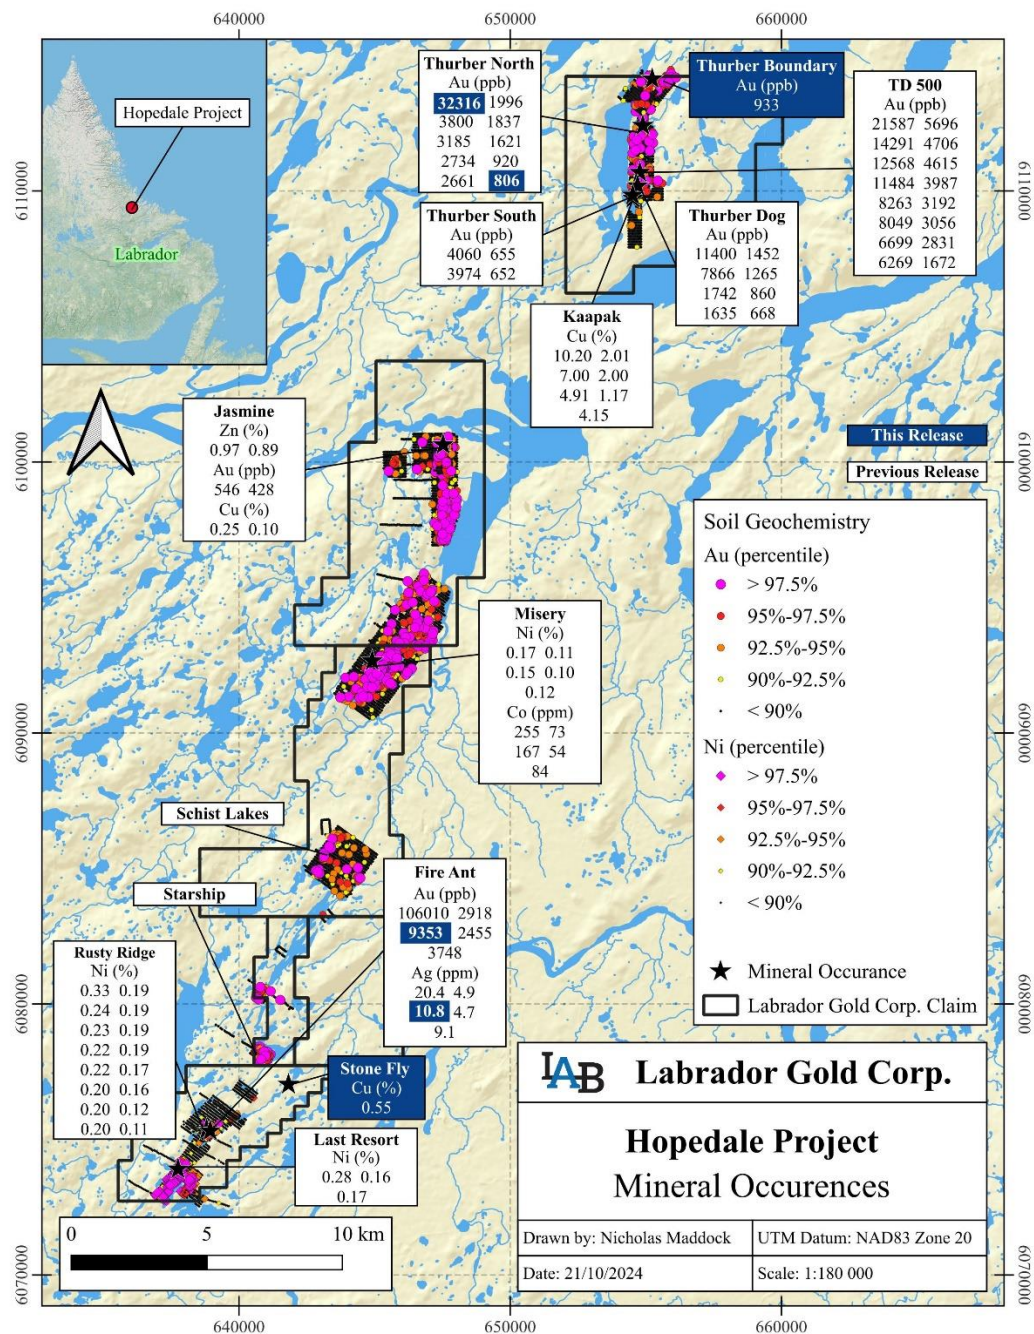 640000 650000 660000
Hopedale Project
Labrador
Thurber North
Au (ppb)
32316 1996
3800 1837
3185 1621
2734 920
2661 806
Thurber Boundary
Au (ppb)
933
TD 500
Au (ppb)
21587 5696
14291 4706
12568 4615
11484 3987
8263 3192
8049 3056
6699 2831
6269 1672
6110000
6110000
Thurber South
Au (ppb)
4060 655
3974 652
Thurber Dog
Au (ppb)
11400 1452
7866 1265
1742 860
1635 668
Kaapak
Cu (%)
10.20 2.01
7.00 2.00
4.91 1.17
4.15
Jasmine
Zn (%)
0.97 0.89
Au (ppb)
546 428
Cu (%)
0.25 0.10
This Release
Previous Release
6100000
6100000
Soil Geochemistry
Au (percentile)
> 97.5%
95%-97.5%
92.5%-95%
90%-92.5%
< 90%
Ni (percentile)
> 97.5%
95%-97.5%
92.5%-95%
90%-92.5%
< 90%
Mineral Occurance
Labrador Gold Corp. Claim
Misery
Ni (%)
0.17 0.11
0.15 0.10
0.12
Co (ppm)
255 73
167 54
84
6090000
6090000
Schist Lakes
Starship
Fire Ant
Au (ppb)
106010 2918
9353 2455
3748
Ag (ppm)
20.4 4.9
10.8 4.7
9.1
Rusty Ridge
Ni (%)
0.33 0.19
0.24 0.19
0.23 0.19
0.22 0.19
0.22 0.17
0.20 0.16
0.20 0.12
0.20 0.11
6080000
6080000
Stone Fly
Cu (%)
0.55
Last Resort
Ni (%)
0.28 0.16
0.17
0 5 10 km
LAB Labrador Gold Corp.
Hopedale Project
Mineral Occurences
Drawn by: Nicholas Maddock
UTM Datum: NAD83 Zone 20
Date: 21/10/2024
Scale: 1:180 000
6070000
6070000
640000 650000 660000